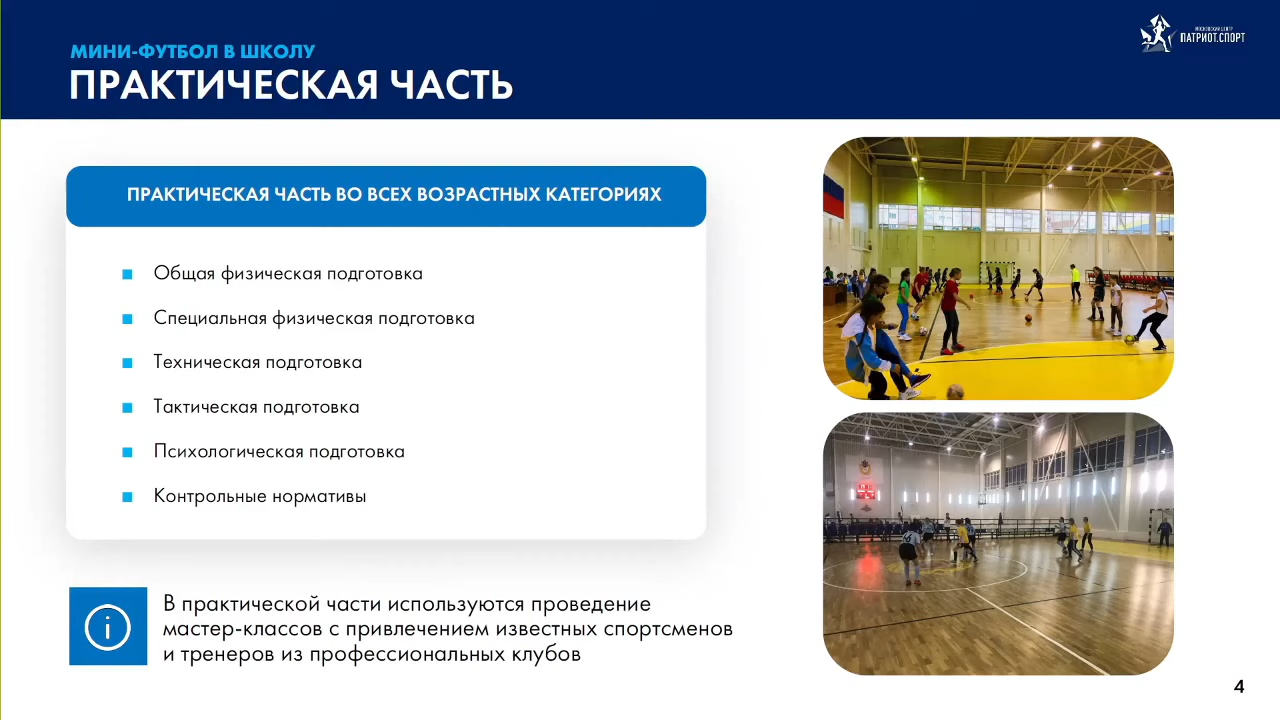 МИНИ-ФУТБОЛ В ШКОЛУ
ПРАКТИЧЕСКАЯ ЧАСТЬ
МОСКОВСКИЙ ЦЕНТР
ПАТРИОТ.СПОРТ
ПРАКТИЧЕСКАЯ ЧАСТЬ ВО ВСЕХ ВОЗРАСТНЫХ КАТЕГОРИЯХ
Общая физическая подготовка
Специальная физическая подготовка
Техническая подготовка
Тактическая подготовка
Психологическая подготовка
Контрольные нормативы
В практической части используются проведение
мастер-классов с привлечением известных спортсменов
и тренеров из профессиональных клубов
4